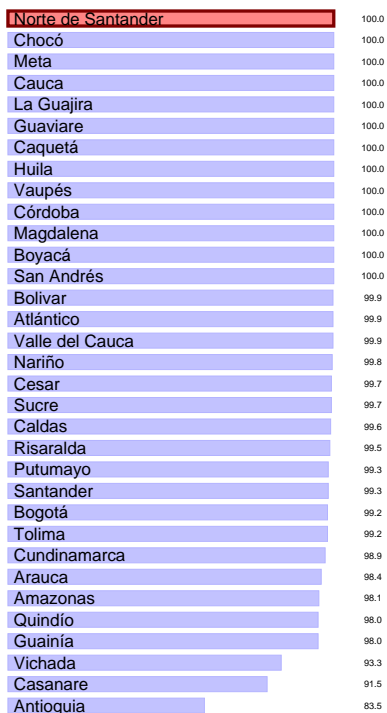 Norte de Santander 100.0
Chocó 100.0
Meta 100.0
Cauca 100.0
La Guajira 100.0
Guaviare 100.0
Caquetá 100.0
Huila 100.0
Vaupés 100.0
Córdoba 100.0
Magdalena 100.0
Boyacá 100.0
San Andrés 100.0
Bolivar 99.9
Atlántico 99.9
Valle del Cauca 99.9
Nariño 99.8
Cesar 99.7
Sucre 99.7
Caldas 99.6
Risaralda 99.5
Putumayo 99.3
Santander 99.3
Bogotá 99.2
Tolima 99.2
Cundinamarca 98.9
Arauca 98.4
Amazonas 98.1
Quindío 98.0
Guainía 98.0
Vichada 93.3
Casanare 91.5
Antioquia 83.5